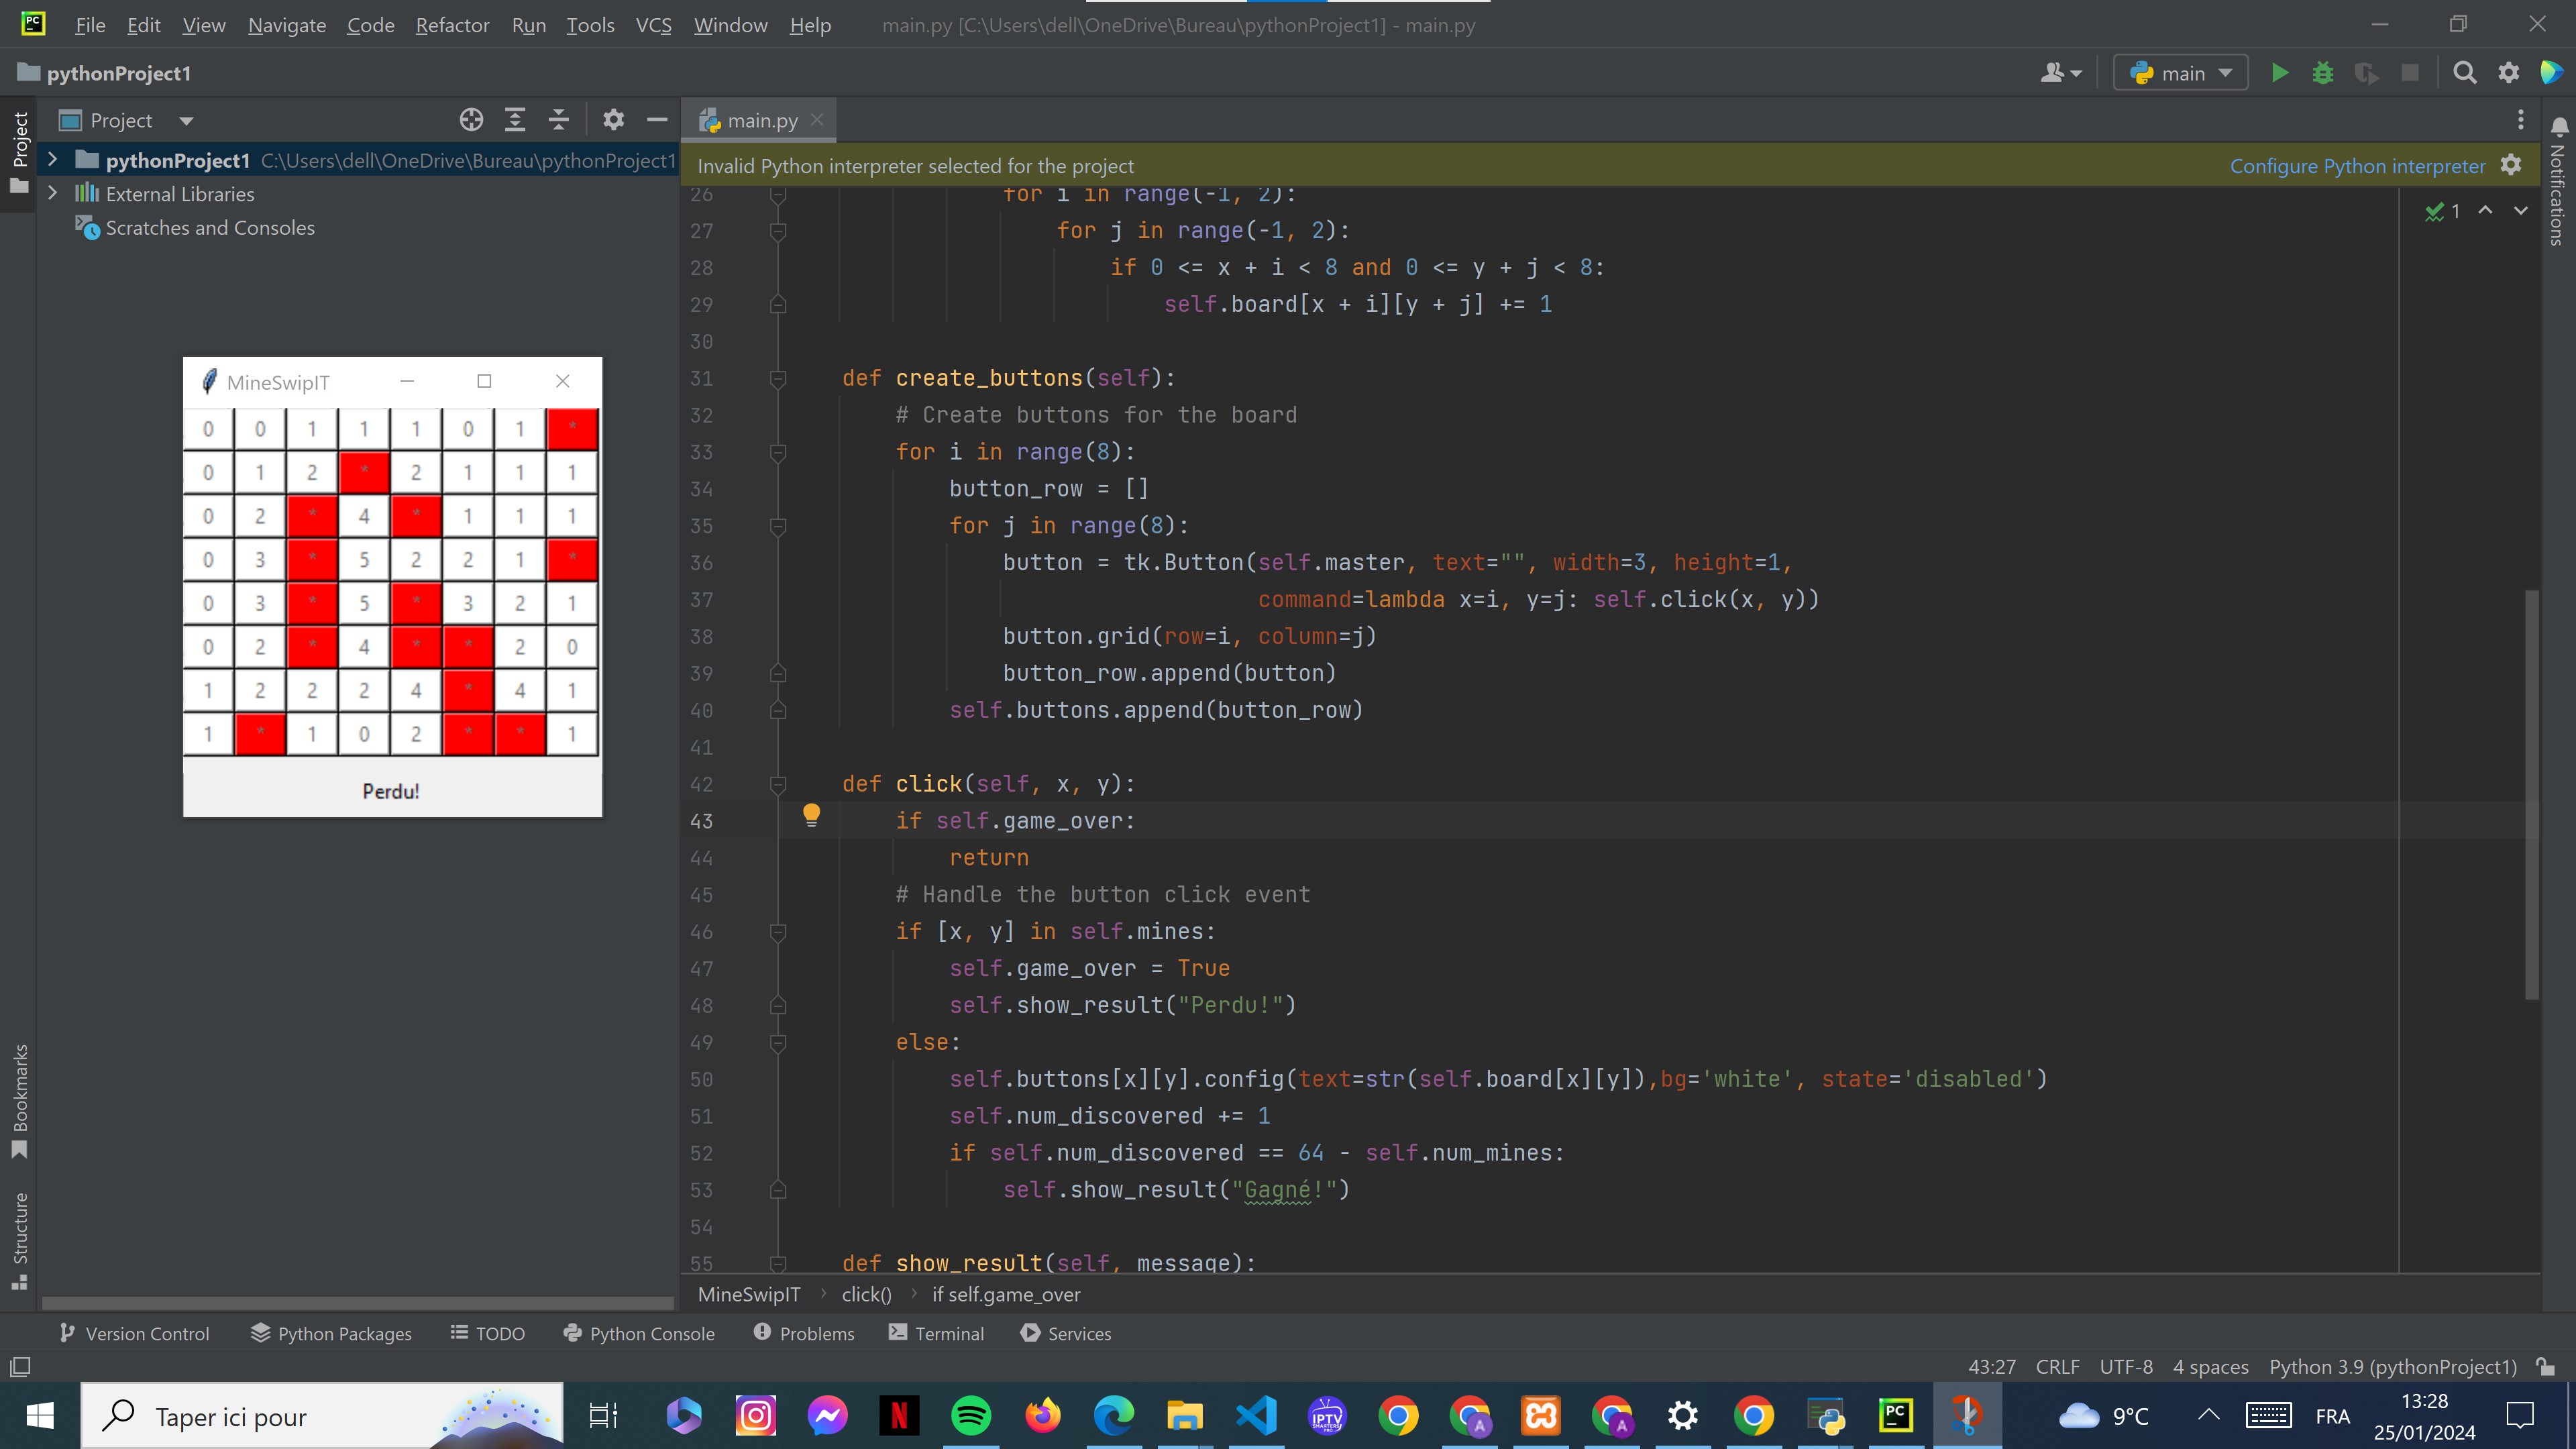 File Edit View Navigate Code Refactor Run Tools VCS Window Help main.py [C:\Users\dell\OneDrive\Bureau\pythonProject1] - main.py
pythonProject1
main
Project
main.py
Invalid Python interpreter selected for the project
Configure Python interpreter
pythonProject1 C:\Users\dell\OneDrive\Bureau\pythonProject1
External Libraries
Scratches and Consoles
Project
Bookmarks
Structure
Notifications
1
MineSwipIT
0 0 1 1 1 0 1 *
0 1 2 * 2 1 1 1
0 2 * 4 * 1 1 1
0 3 * 5 2 2 1 *
0 3 * 5 * 3 2 1
0 2 * 4 * * 2 0
1 2 2 2 4 * 4 1
1 * 1 0 2 * * 1
Perdu!
26 for i in range(-1, 2):
27 for j in range(-1, 2):
28 if 0 <= x + i < 8 and 0 <= y + j < 8:
29 self.board[x + i][y + j] += 1
30
31 def create_buttons(self):
32 # Create buttons for the board
33 for i in range(8):
34 button_row = []
35 for j in range(8):
36 button = tk.Button(self.master, text="", width=3, height=1,
37 command=lambda x=i, y=j: self.click(x, y))
38 button.grid(row=i, column=j)
39 button_row.append(button)
40 self.buttons.append(button_row)
41
42 def click(self, x, y):
43 if self.game_over:
44 return
45 # Handle the button click event
46 if [x, y] in self.mines:
47 self.game_over = True
48 self.show_result("Perdu!")
49 else:
50 self.buttons[x][y].config(text=str(self.board[x][y]),bg='white', state='disabled')
51 self.num_discovered += 1
52 if self.num_discovered == 64 - self.num_mines:
53 self.show_result("Gagné!")
54
55 def show_result(self, message):
MineSwipIT › click() › if self.game_over
Version Control Python Packages TODO Python Console Problems Terminal Services
43:27 CRLF UTF-8 4 spaces Python 3.9 (pythonProject1)
Taper ici pour
9°C
FRA
13:28
25/01/2024